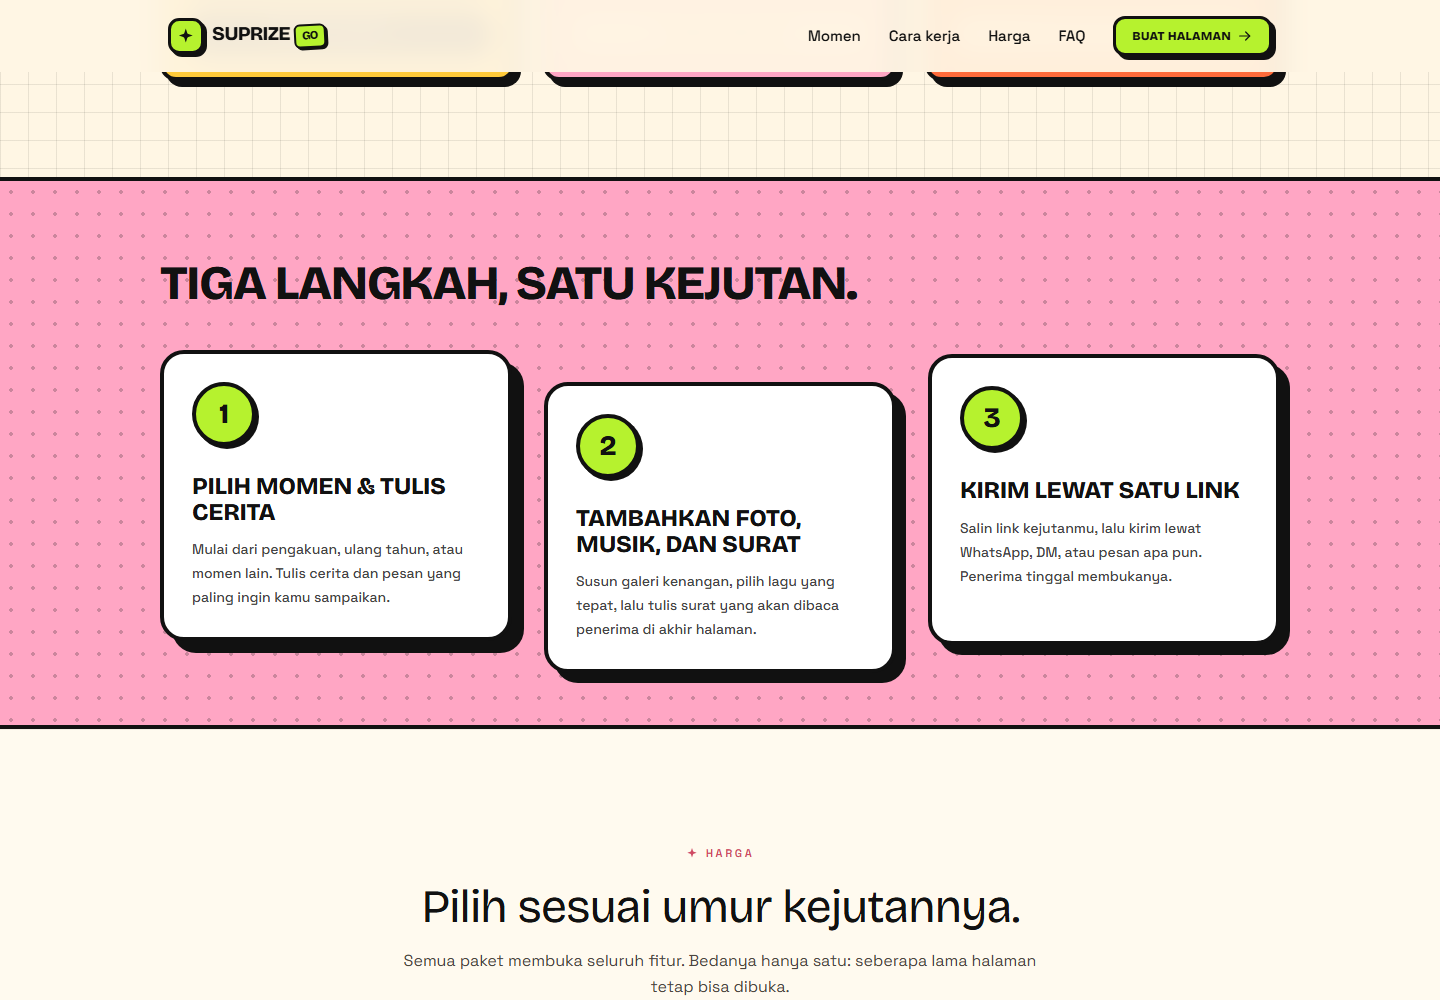 SUPRIZE GO
Momen
Cara kerja
Harga
FAQ
BUAT HALAMAN →
TIGA LANGKAH, SATU KEJUTAN.
1
PILIH MOMEN & TULIS
CERITA
Mulai dari pengakuan, ulang tahun, atau
momen lain. Tulis cerita dan pesan yang
paling ingin kamu sampaikan.
2
TAMBAHKAN FOTO,
MUSIK, DAN SURAT
Susun galeri kenangan, pilih lagu yang
tepat, lalu tulis surat yang akan dibaca
penerima di akhir halaman.
3
KIRIM LEWAT SATU LINK
Salin link kejutanmu, lalu kirim lewat
WhatsApp, DM, atau pesan apa pun.
Penerima tinggal membukanya.
✦ HARGA
Pilih sesuai umur kejutannya.
Semua paket membuka seluruh fitur. Bedanya hanya satu: seberapa lama halaman
tetap bisa dibuka.